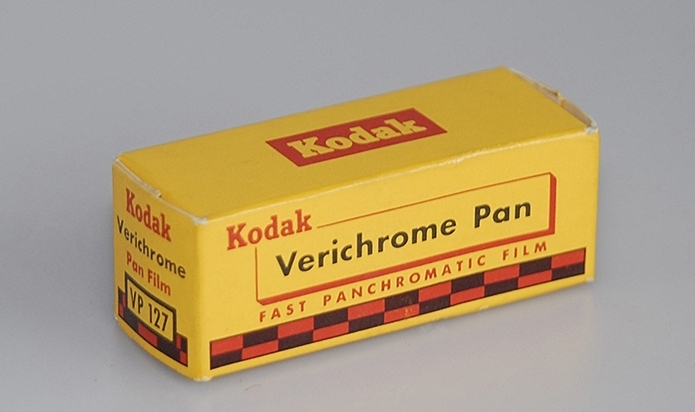 Kodak
Kodak
Verichrome Pan
FAST PANCHROMATIC FILM
Kodak
Verichrome
Pan Film
VP 127